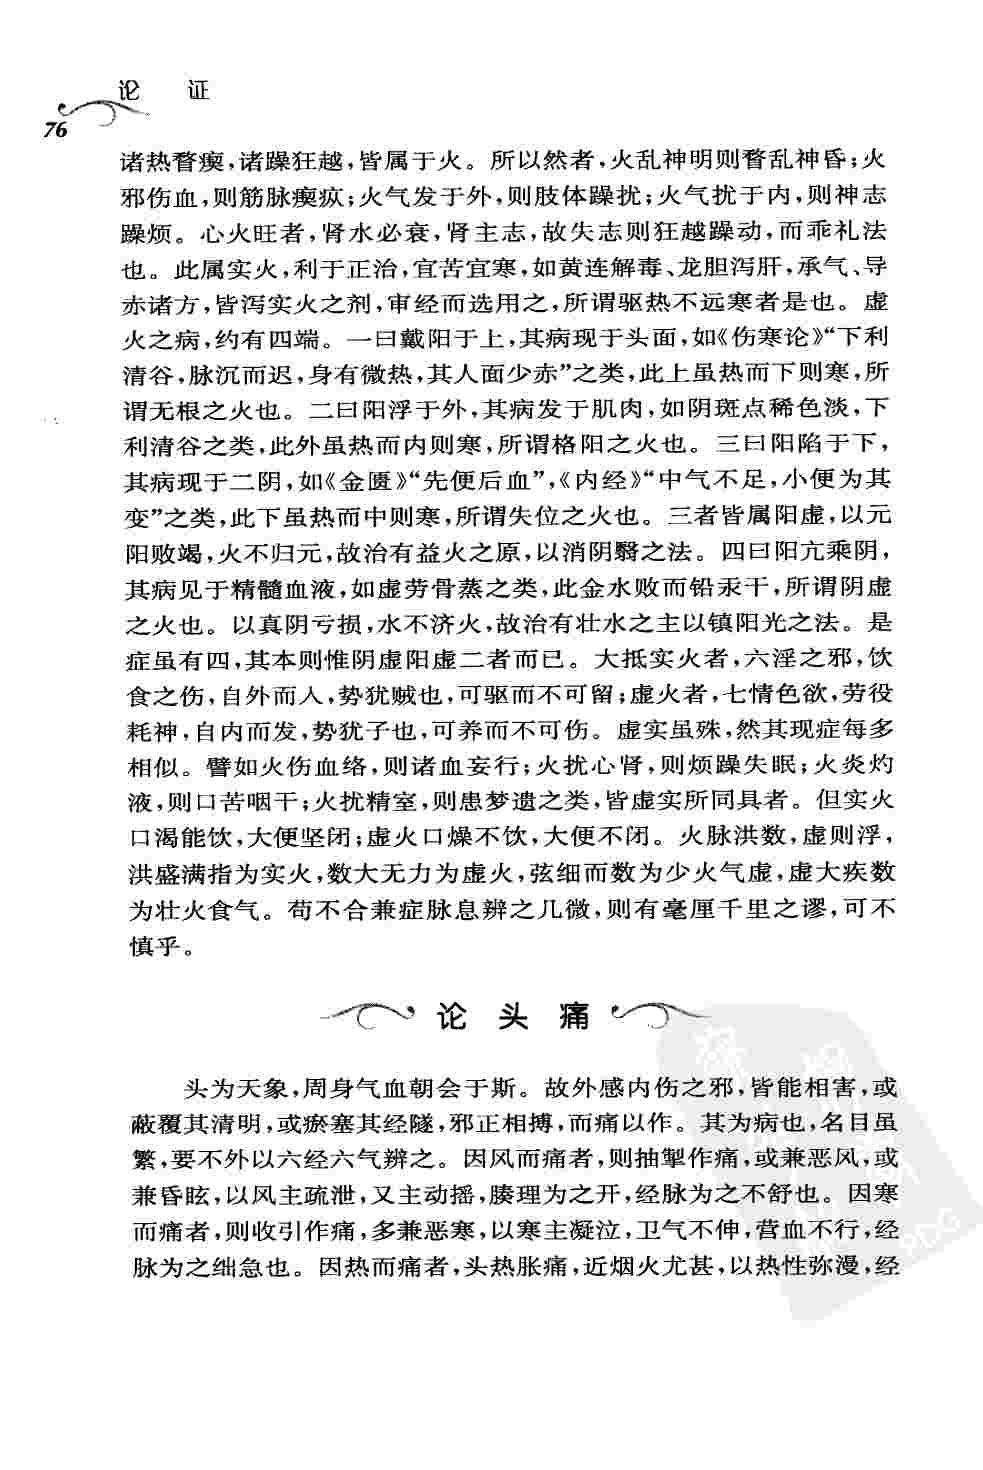 论 证
76
诸热瞀瘈,诸躁狂越,皆属于火。所以然者,火乱神明则瞀乱神昏;火
邪伤血,则筋脉瘈疭;火气发于外,则肢体躁扰;火气扰于内,则神志
躁烦。心火旺者,肾水必衰,肾主志,故失志则狂越躁动,而乖礼法
也。此属实火,利于正治,宜苦宜寒,如黄连解毒、龙胆泻肝,承气、导
赤诸方,皆泻实火之剂,审经而选用之,所谓驱热不远寒者是也。虚
火之病,约有四端。一曰戴阳于上,其病现于头面,如《伤寒论》“下利
清谷,脉沉而迟,身有微热,其人面少赤”之类,此上虽热而下则寒,所
谓无根之火也。二曰阳浮于外,其病发于肌肉,如阴斑点稀色淡,下
利清谷之类,此外虽热而内则寒,所谓格阳之火也。三曰阳陷于下,
其病现于二阴,如《金匮》“先便后血”,《内经》“中气不足,小便为其
变”之类,此下虽热而中则寒,所谓失位之火也。三者皆属阳虚,以元
阳败竭,火不归元,故治有益火之原,以消阴翳之法。四曰阳亢乘阴,
其病见于精髓血液,如虚劳骨蒸之类,此金水败而铅汞干,所谓阴虚
之火也。以真阴亏损,水不济火,故治有壮水之主以镇阳光之法。是
症虽有四,其本则惟阴虚阳虚二者而已。大抵实火者,六淫之邪,饮
食之伤,自外而人,势犹贼也,可驱而不可留;虚火者,七情色欲,劳役
耗神,自内而发,势犹子也,可养而不可伤。虚实虽殊,然其现症每多
相似。譬如火伤血络,则诸血妄行;火扰心肾,则烦躁失眠;火炎灼
液,则口苦咽干;火扰精室,则患梦遗之类,皆虚实所同具者。但实火
口渴能饮,大便坚闭;虚火口燥不饮,大便不闭。火脉洪数,虚则浮,
洪盛满指为实火,数大无力为虚火,弦细而数为少火气虚,虚大疾数
为壮火食气。苟不合兼症脉息辨之几微,则有毫厘千里之谬,可不
慎乎。
论头痛
头为天象,周身气血朝会于斯。故外感内伤之邪,皆能相害,或
蔽覆其清明,或瘀塞其经隧,邪正相搏,而痛以作。其为病也,名目虽
繁,要不外以六经六气辨之。因风而痛者,则抽掣作痛,或兼恶风,或
兼昏眩,以风主疏泄,又主动摇,腠理为之开,经脉为之不舒也。因寒
而痛者,则收引作痛,多兼恶寒,以寒主凝泣,卫气不伸,营血不行,经
脉为之绌急也。因热而痛者,头热胀痛,近烟火尤甚,以热性弥漫,经
PDG